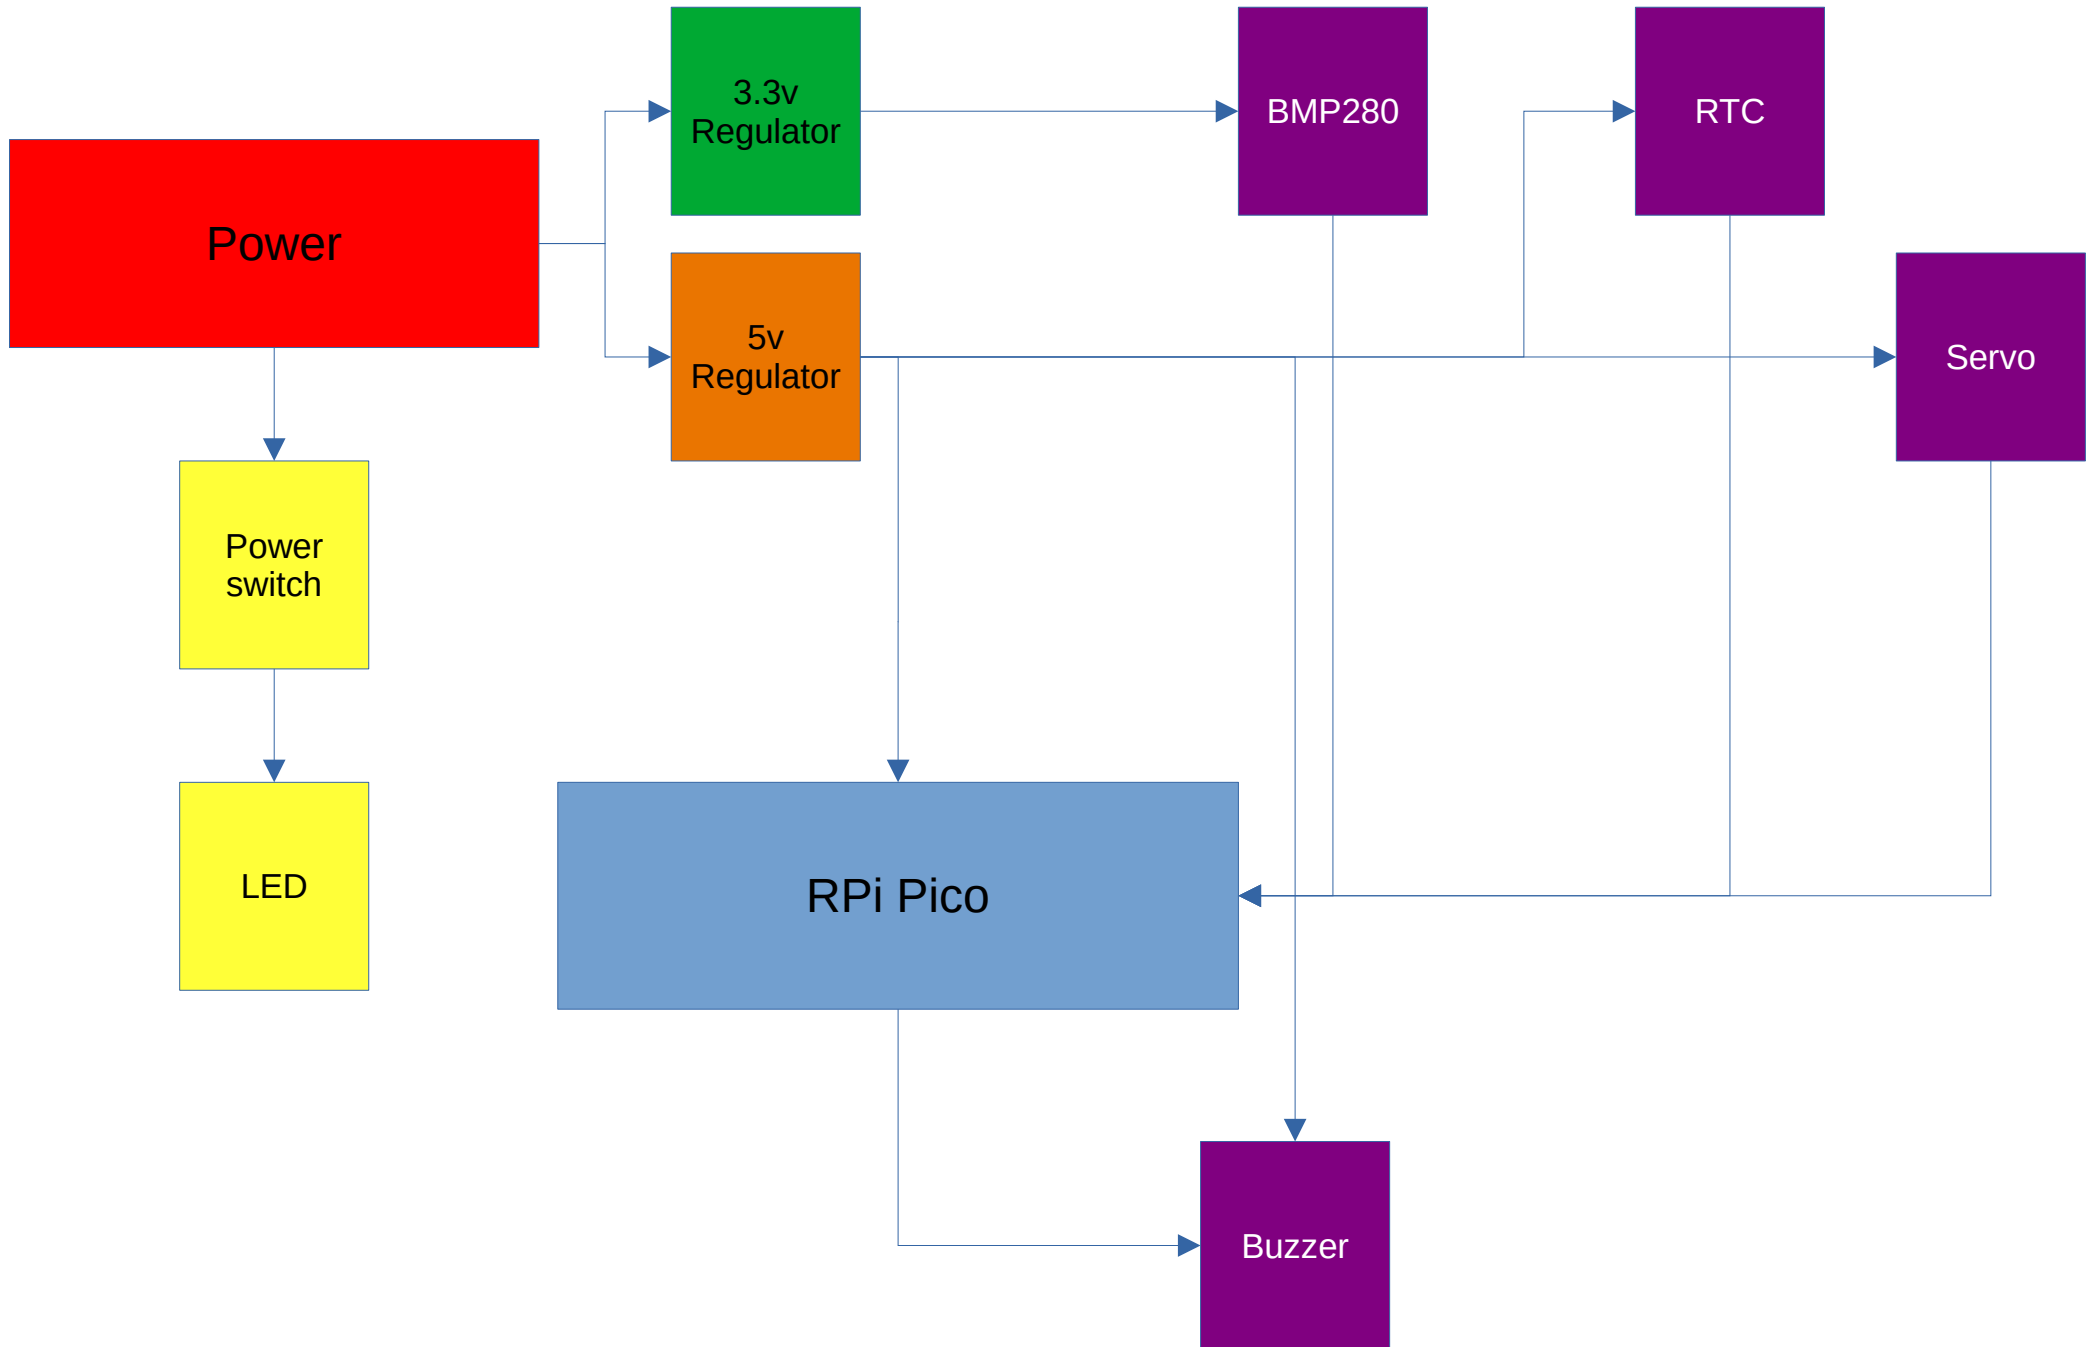 3.3v
Regulator
BMP280
RTC
Power
5v
Regulator
Servo
Power
switch
LED
RPi Pico
Buzzer